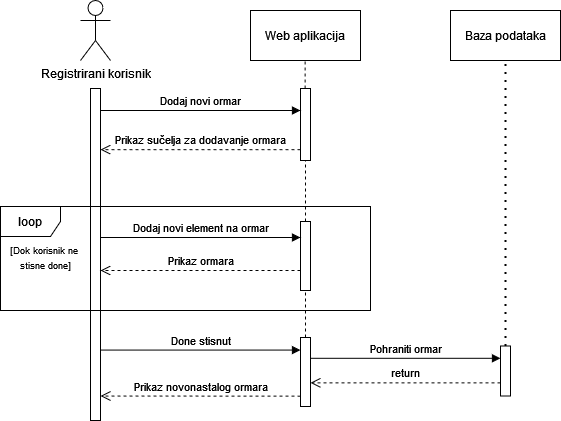 Registrirani korisnik
Web aplikacija
Baza podataka
Dodaj novi ormar
Prikaz sučelja za dodavanje ormara
loop
[Dok korisnik ne
stisne done]
Dodaj novi element na ormar
Prikaz ormara
Done stisnut
Pohraniti ormar
return
Prikaz novonastalog ormara